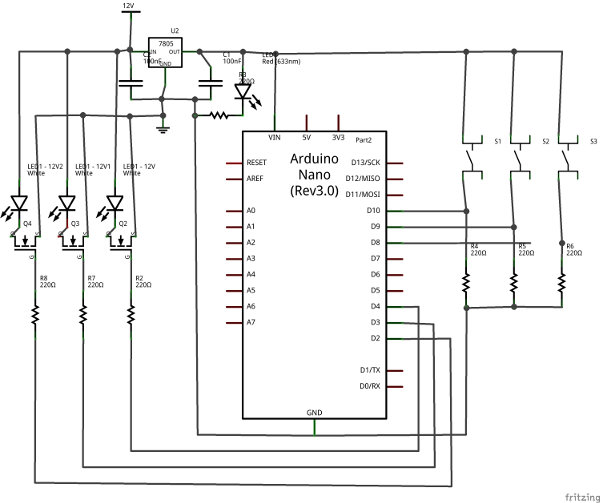 12V
U2
7805
IN
OUT
GND
C2
100nF
C1
100nF
LED
Red (633nm)
R3
220Ω
VIN
5V
3V3
Part2
Arduino
Nano
(Rev3.0)
RESET
AREF
A0
A1
A2
A3
A4
A5
A6
A7
D13/SCK
D12/MISO
D11/MOSI
D10
D9
D8
D7
D6
D5
D4
D3
D2
D1/TX
D0/RX
GND
S1
S2
S3
R4
220Ω
R5
220Ω
R6
220Ω
LED1 - 12V2
White
LED1 - 12V1
White
LED1 - 12V
White
Q4
Q3
Q2
D
S
G
D
S
G
D
S
G
R8
220Ω
R7
220Ω
R2
220Ω
fritzing